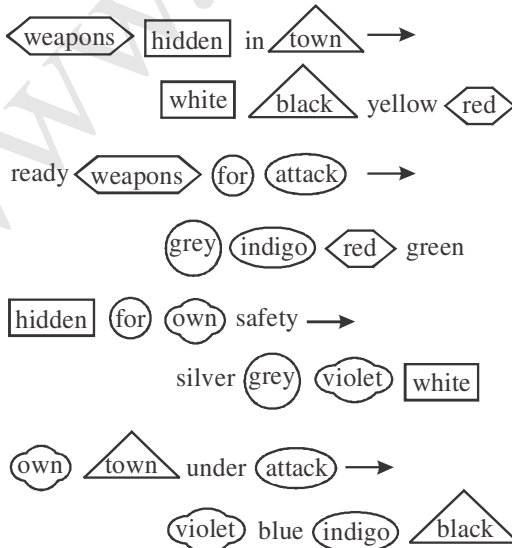 weapons hidden in town →
white black yellow red
ready weapons for attack →
grey indigo red green
hidden for own safety →
silver grey violet white
own town under attack →
violet blue indigo black